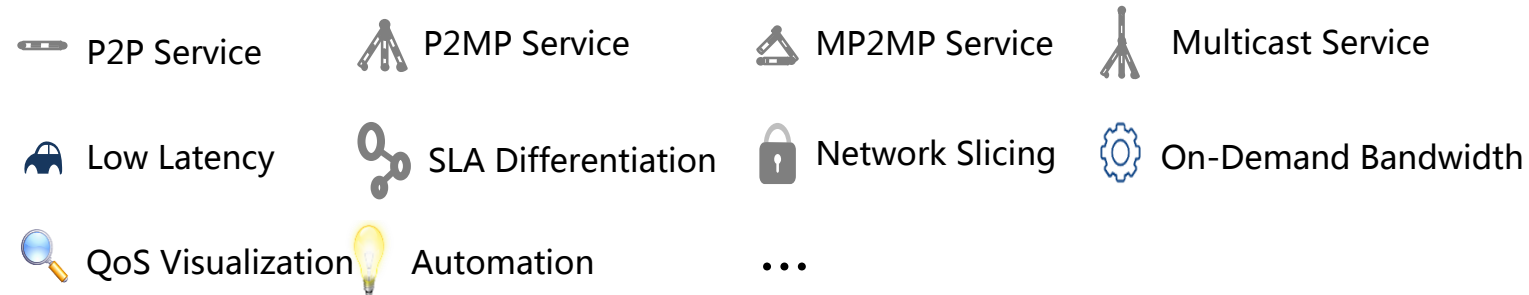 P2P Service
P2MP Service
MP2MP Service
Multicast Service
Low Latency
SLA Differentiation
Network Slicing
On-Demand Bandwidth
QoS Visualization
Automation
...